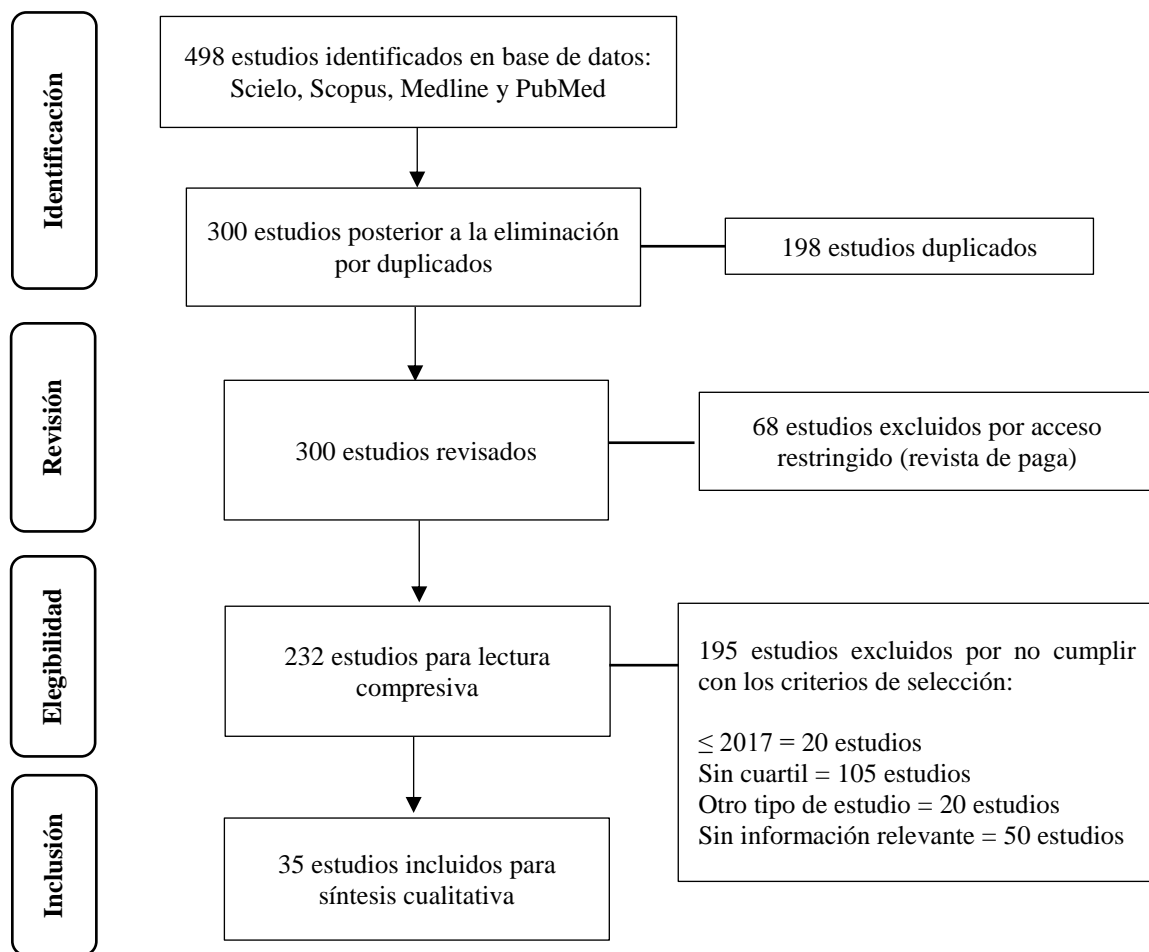 Identificación
498 estudios identificados en base de datos:
Scielo, Scopus, Medline y PubMed
300 estudios posterior a la eliminación
por duplicados
198 estudios duplicados
Revisión
300 estudios revisados
68 estudios excluidos por acceso
restringido (revista de paga)
Elegibilidad
232 estudios para lectura
compresiva
195 estudios excluidos por no cumplir
con los criterios de selección:
≤ 2017 = 20 estudios
Sin cuartil = 105 estudios
Otro tipo de estudio = 20 estudios
Sin información relevante = 50 estudios
Inclusión
35 estudios incluidos para
síntesis cualitativa